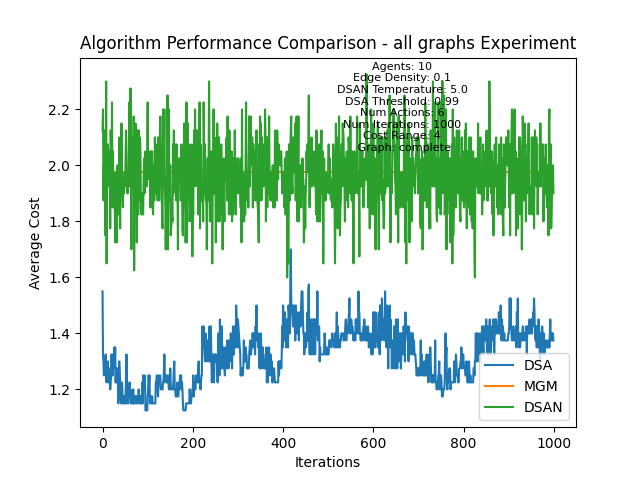 Algorithm Performance Comparison - all graphs Experiment
Agents: 10
Edge Density: 0.1
DSAN Temperature: 5.0
DSA Threshold: 0.99
Num Actions: 6
Num Iterations: 1000
Cost Range: 4
Graph: complete
2.2
2.0
1.8
1.6
1.4
1.2
Average Cost
DSA
MGM
DSAN
0
200
400
600
800
1000
Iterations